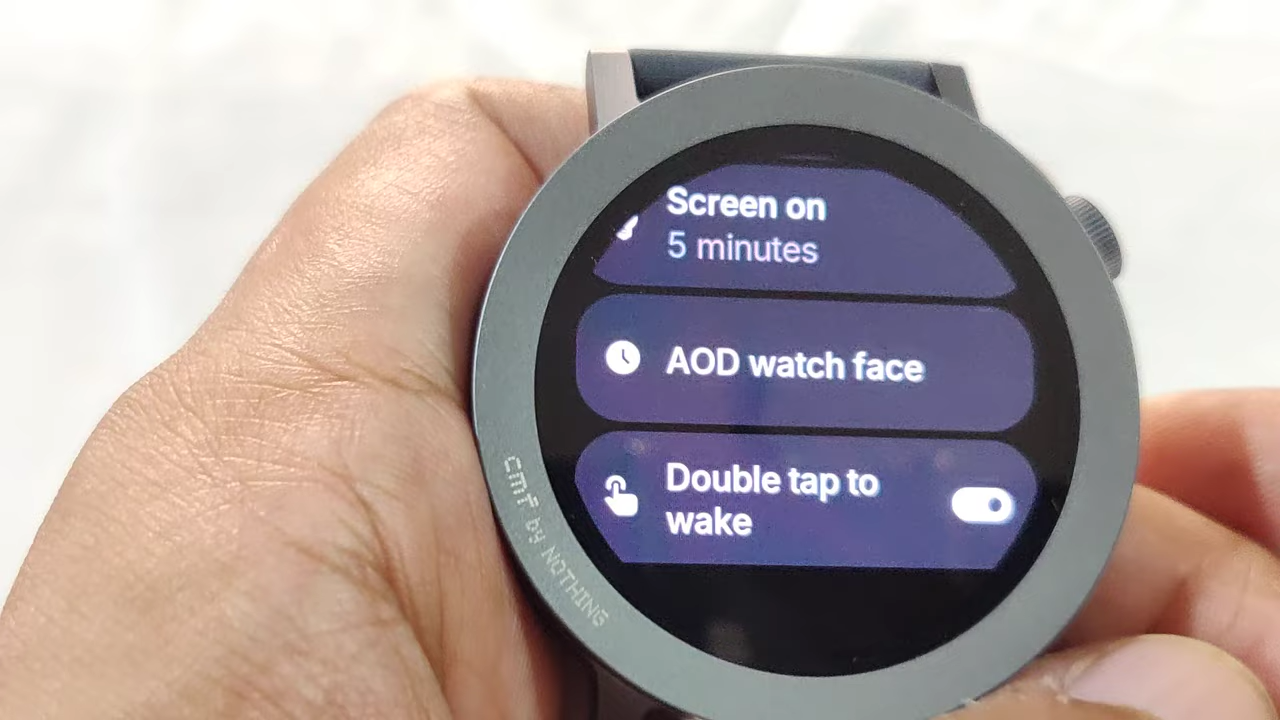 Screen on
5 minutes
AOD watch face
Double tap to
wake
cmf by NOTHING